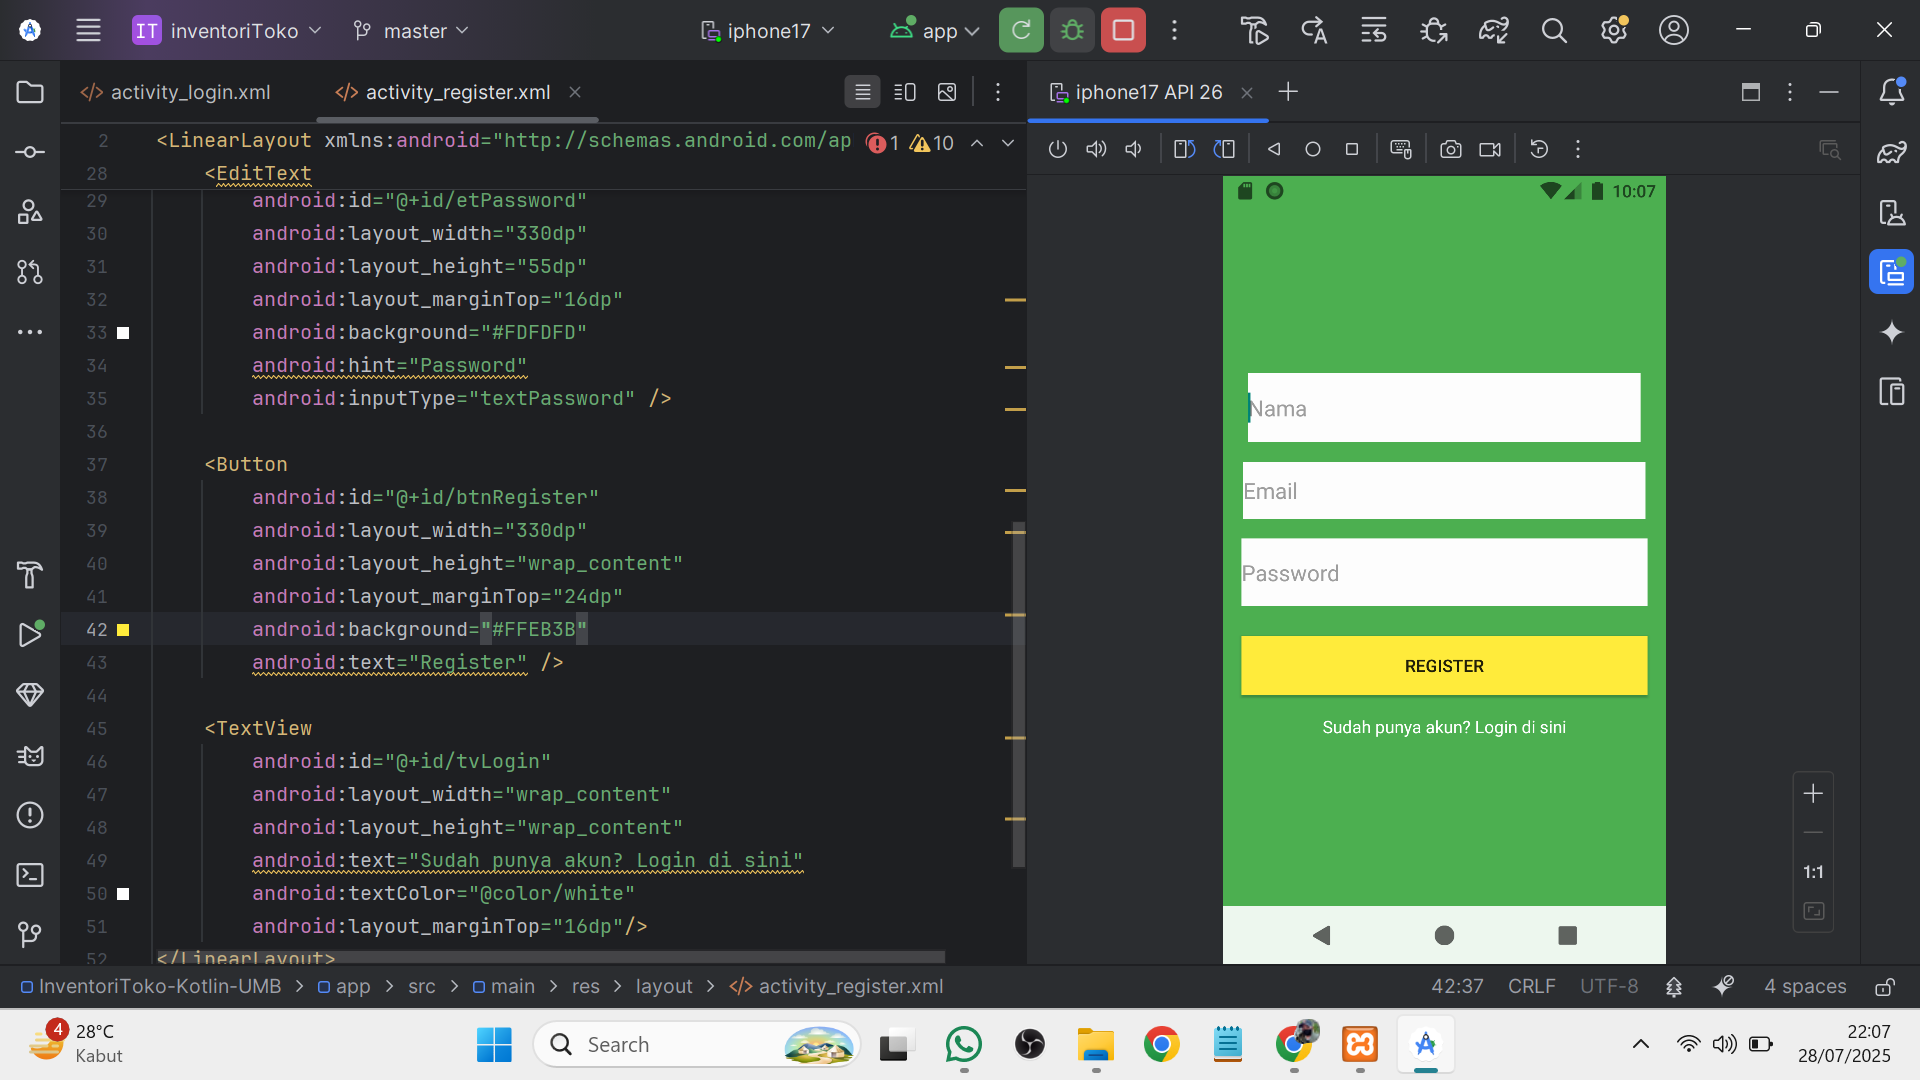 IT inventoriToko master iphone17 app
activity_login.xml activity_register.xml iphone17 API 26
2 <LinearLayout xmlns:android="http://schemas.android.com/ap 1 10
28 <EditText
29 android:id="@+id/etPassword"
30 android:layout_width="330dp"
31 android:layout_height="55dp"
32 android:layout_marginTop="16dp"
33 android:background="#FDFDFD"
34 android:hint="Password"
35 android:inputType="textPassword" />
36
37 <Button
38 android:id="@+id/btnRegister"
39 android:layout_width="330dp"
40 android:layout_height="wrap_content"
41 android:layout_marginTop="24dp"
42 android:background="#FFEB3B"
43 android:text="Register" />
44
45 <TextView
46 android:id="@+id/tvLogin"
47 android:layout_width="wrap_content"
48 android:layout_height="wrap_content"
49 android:text="Sudah punya akun? Login di sini"
50 android:textColor="@color/white"
51 android:layout_marginTop="16dp"/>
52 </LinearLayout>
10:07
Nama
Email
Password
REGISTER
Sudah punya akun? Login di sini
1:1
InventoriToko-Kotlin-UMB > app > src > main > res > layout > activity_register.xml 42:37 CRLF UTF-8 4 spaces
4 28°C
Kabut
Search
22:07
28/07/2025